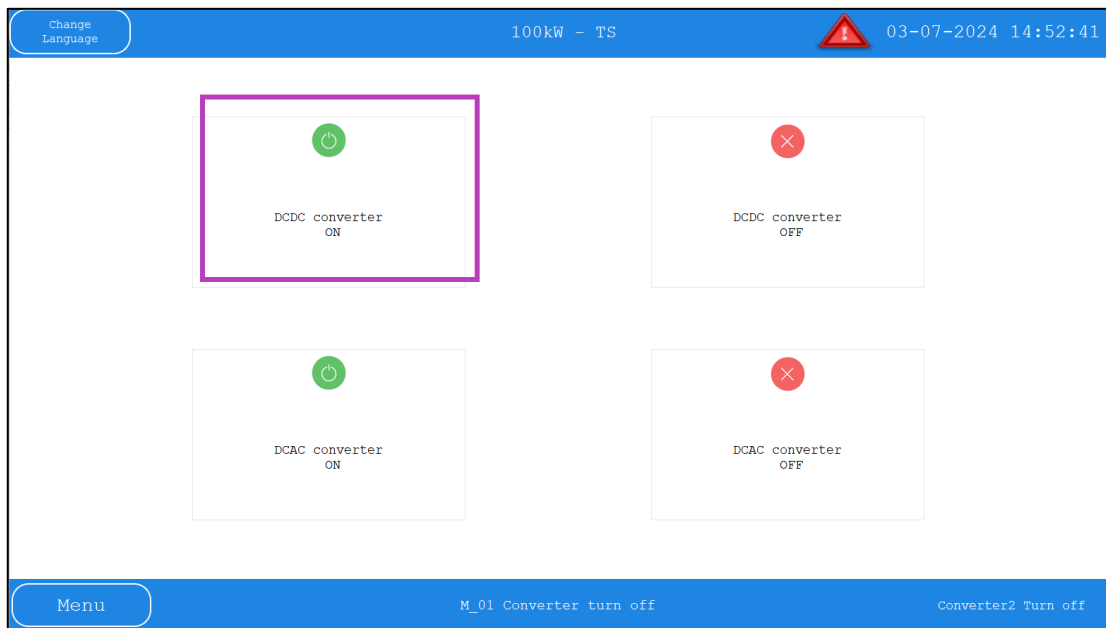 Change
Language
100kW - TS
03-07-2024 14:52:41
DCDC converter
ON
DCDC converter
OFF
DCAC converter
ON
DCAC converter
OFF
Menu
M_01 Converter turn off
Converter2 Turn off